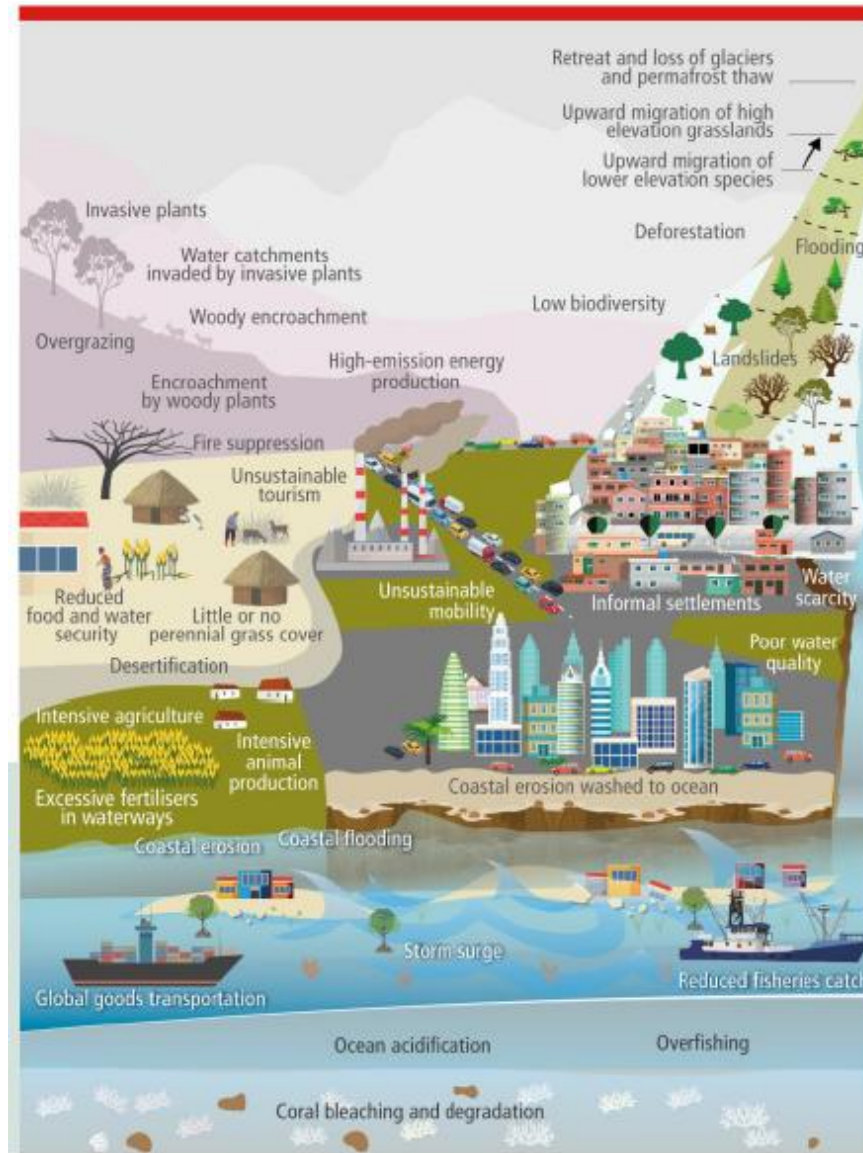 Retreat and loss of glaciers
and permafrost thaw
Upward migration of high
elevation grasslands
Upward migration of
lower elevation species
Invasive plants
Deforestation
Flooding
Water catchments
invaded by invasive plants
Low biodiversity
Woody encroachment
Overgrazing
High-emission energy
production
Landslides
Encroachment
by woody plants
Fire suppression
Unsustainable
tourism
Reduced
food and water
security
Little or no
perennial grass cover
Unsustainable
mobility
Informal settlements
Water
scarcity
Poor water
quality
Desertification
Intensive agriculture
Intensive
animal
production
Excessive fertilisers
in waterways
Coastal erosion washed to ocean
Coastal erosion
Coastal flooding
Storm surge
Global goods transportation
Reduced fisheries catch
Ocean acidification
Overfishing
Coral bleaching and degradation